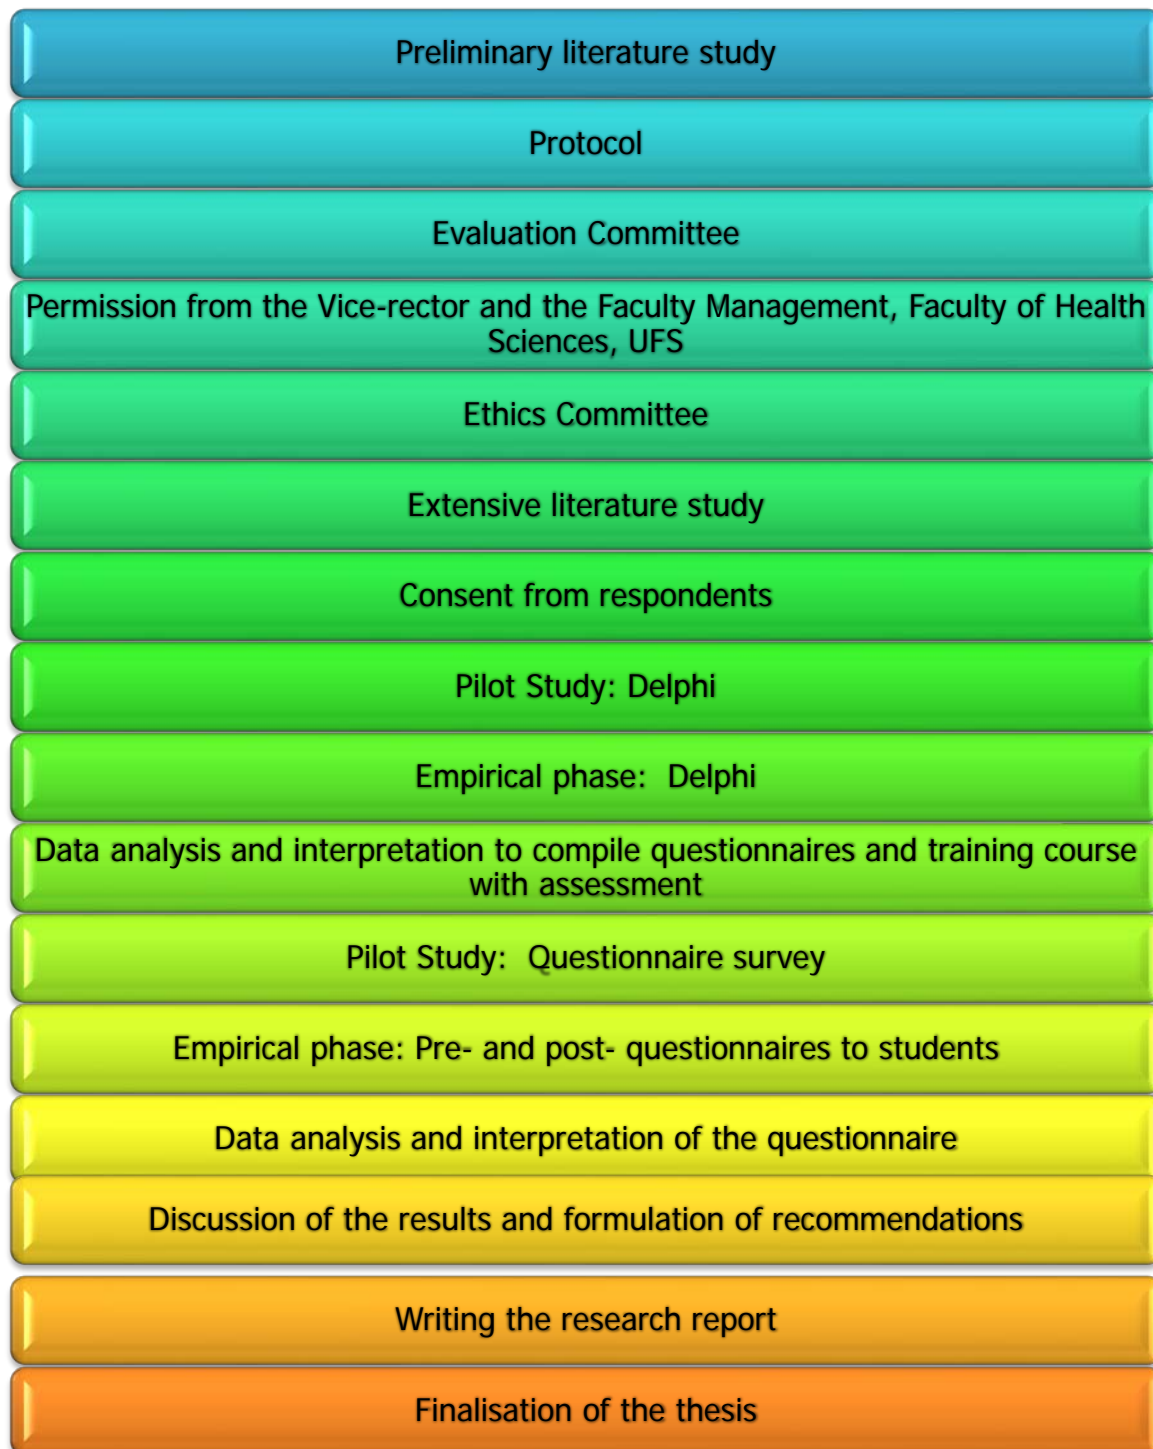 Preliminary literature study
Protocol
Evaluation Committee
Permission from the Vice-rector and the Faculty Management, Faculty of Health
Sciences, UFS
Ethics Committee
Extensive literature study
Consent from respondents
Pilot Study: Delphi
Empirical phase:  Delphi
Data analysis and interpretation to compile questionnaires and training course
with assessment
Pilot Study:  Questionnaire survey
Empirical phase: Pre- and post- questionnaires to students
Data analysis and interpretation of the questionnaire
Discussion of the results and formulation of recommendations
Writing the research report
Finalisation of the thesis